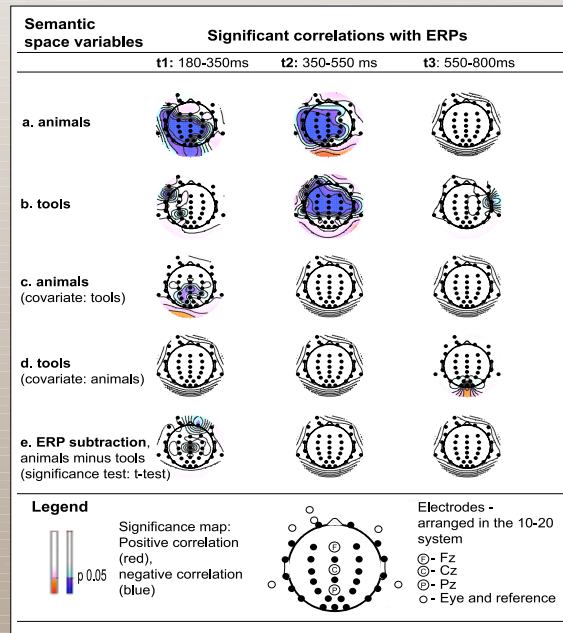 Semantic
space variables
Significant correlations with ERPs
t1: 180-350ms t2: 350-550 ms t3: 550-800ms
a. animals
b. tools
c. animals
(covariate: tools)
d. tools
(covariate: animals)
e. ERP subtraction,
animals minus tools
(significance test: t-test)
Legend
p 0.05
Significance map:
Positive correlation
(red),
negative correlation
(blue)
F
C
P
Electrodes -
arranged in the 10-20
system
F - Fz
C - Cz
P - Pz
- Eye and reference